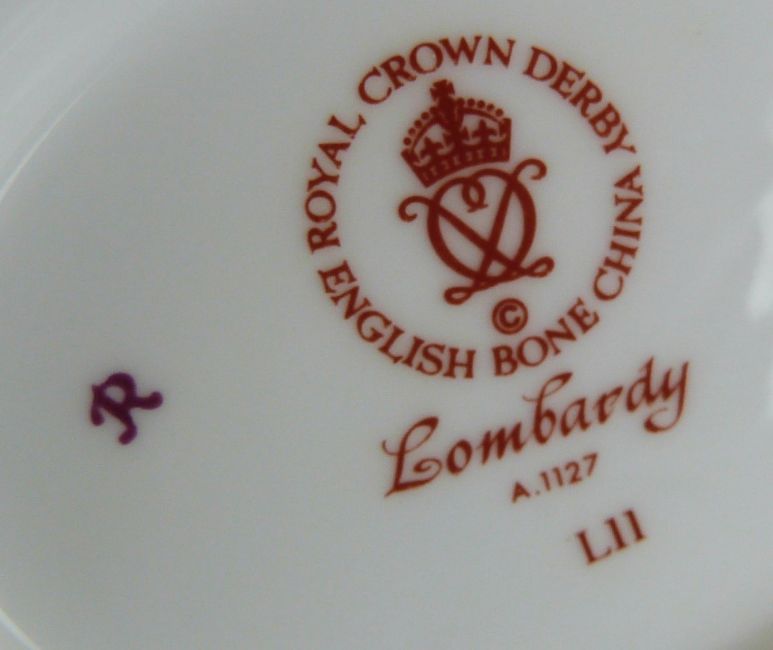 ROYAL CROWN DERBY
ENGLISH BONE CHINA
©
Lombardy
A.1127
LII
R